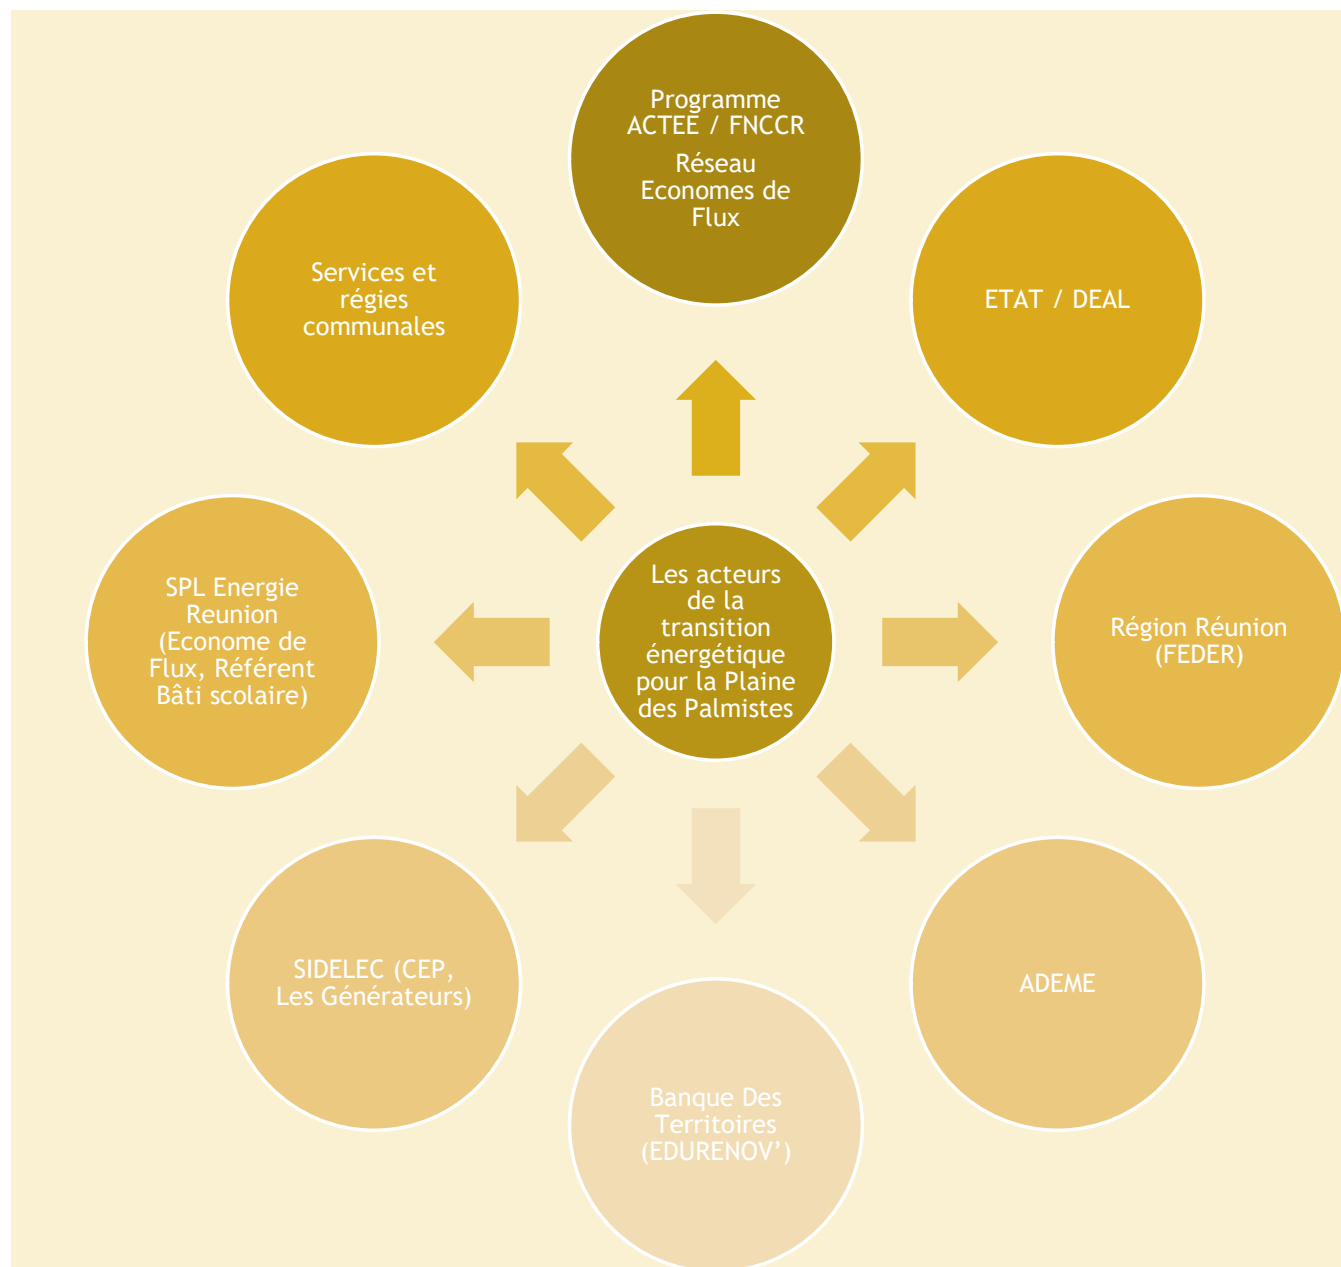 Programme
ACTEE / FNCCR
Réseau
Economes de
Flux
Services et
régies
communales
ETAT / DEAL
SPL Energie
Reunion
(Econome de
Flux, Référent
Bâti scolaire)
Les acteurs
de la
transition
énergétique
pour la Plaine
des Palmistes
Région Réunion
(FEDER)
SIDELEC (CEP,
Les Générateurs)
ADEME
Banque Des
Territoires
(EDURENOV’)